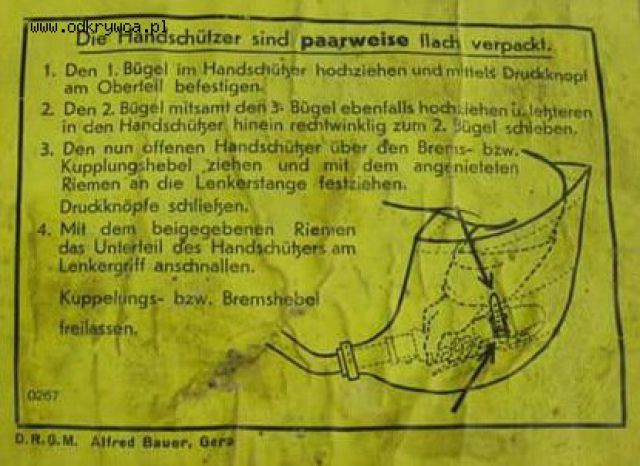 www.odkrywca.pl
Die Handschützer sind paarweise flach verpackt.
1. Den 1. Bügel im Handschützer hochziehen und mittels Druckknopf
am Oberteil befestigen.
2. Den 2. Bügel mitsamt den 3. Bügel ebenfalls hochziehen u. letzteren
in den Handschützer hinein rechtwinklig zum 2. Bügel schieben.
3. Den nun offenen Handschützer über den Brems- bzw.
Kupplungshebel ziehen und mit dem angenieteten
Riemen an die Lenkerstange festziehen.
Druckknöpfe schließen.
4. Mit dem beigegebenen Riemen
das Unterteil des Handschützers am
Lenkergriff anschnallen.
Kuppelungs- bzw. Bremshebel
freilassen.
0267
D.R.G.M. Alfred Bauer, Gera